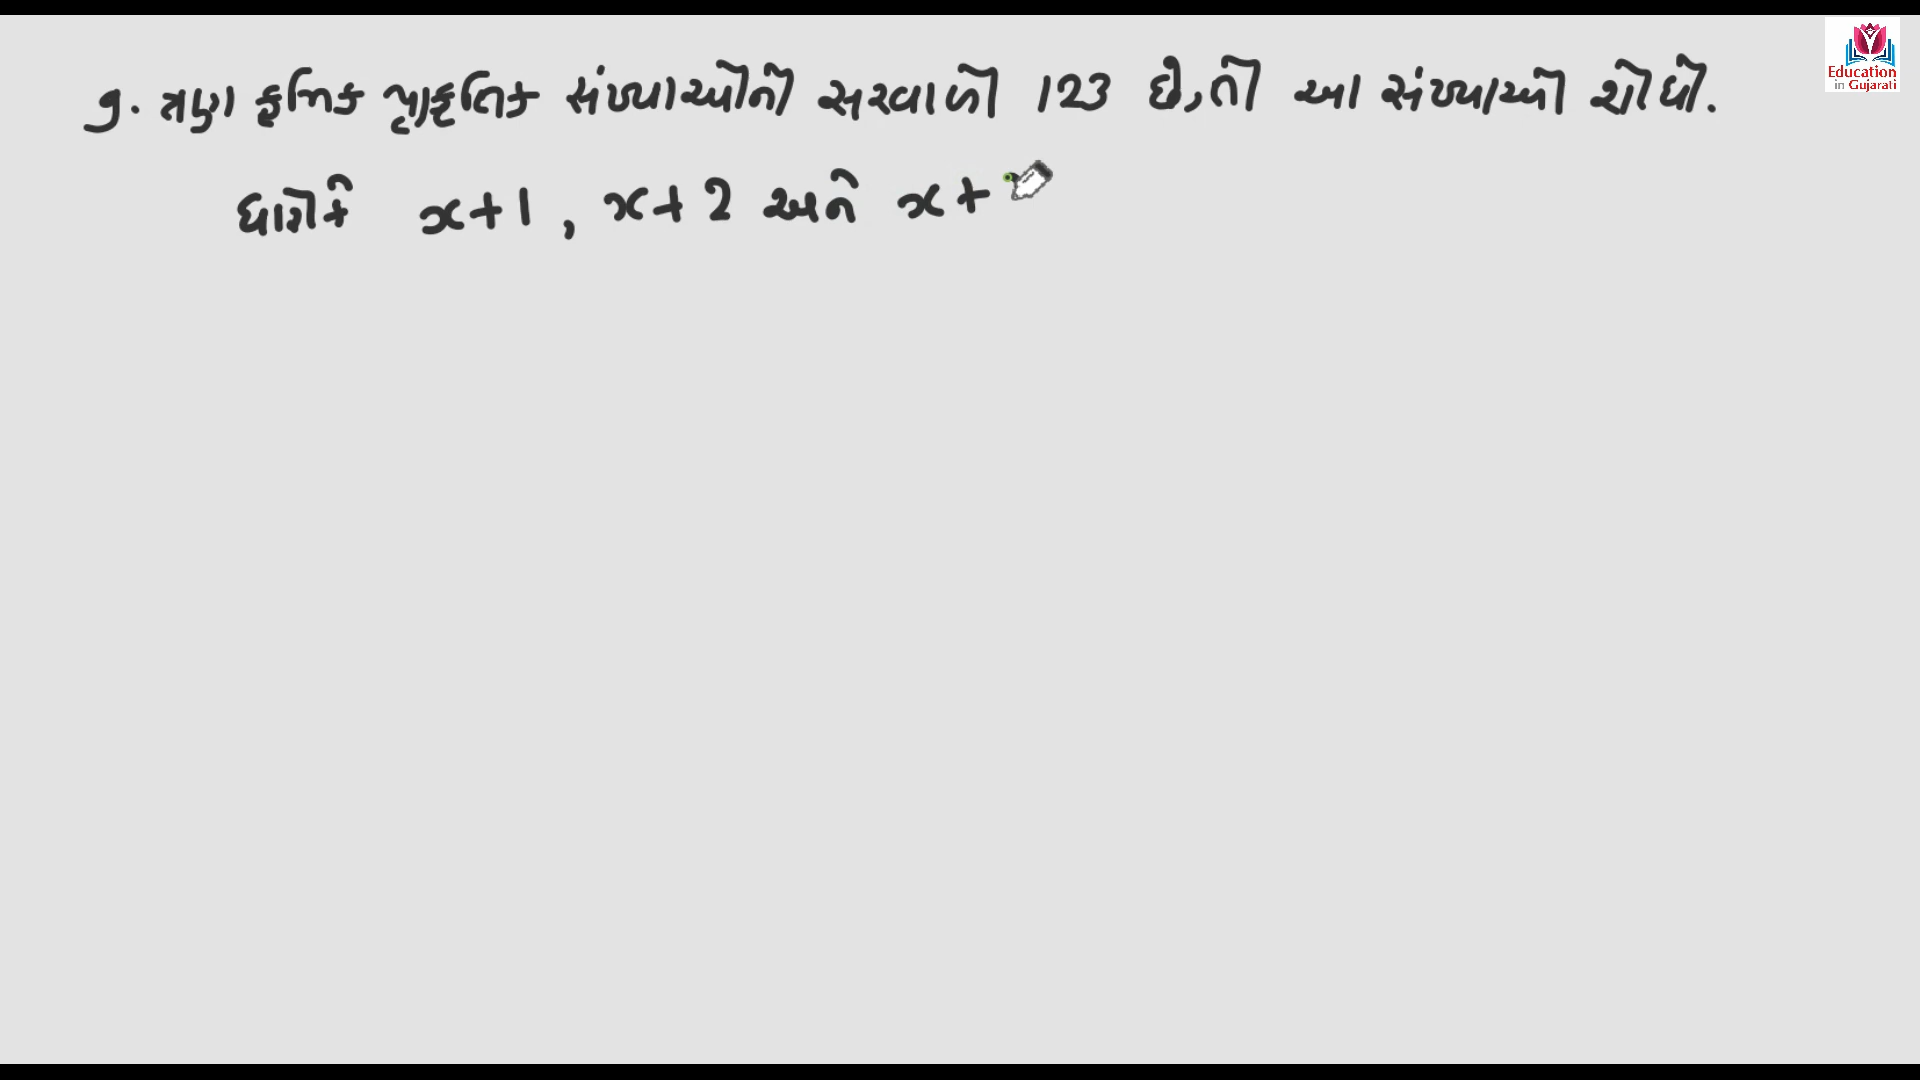 Education
in Gujarati
9. ત્રણ ક્રમિક પ્રાકૃતિક સંખ્યાઓનો સરવાળો 123 છે, તો આ સંખ્યાઓ શોધો.
ધારોકે x+1 , x+2 અને x+